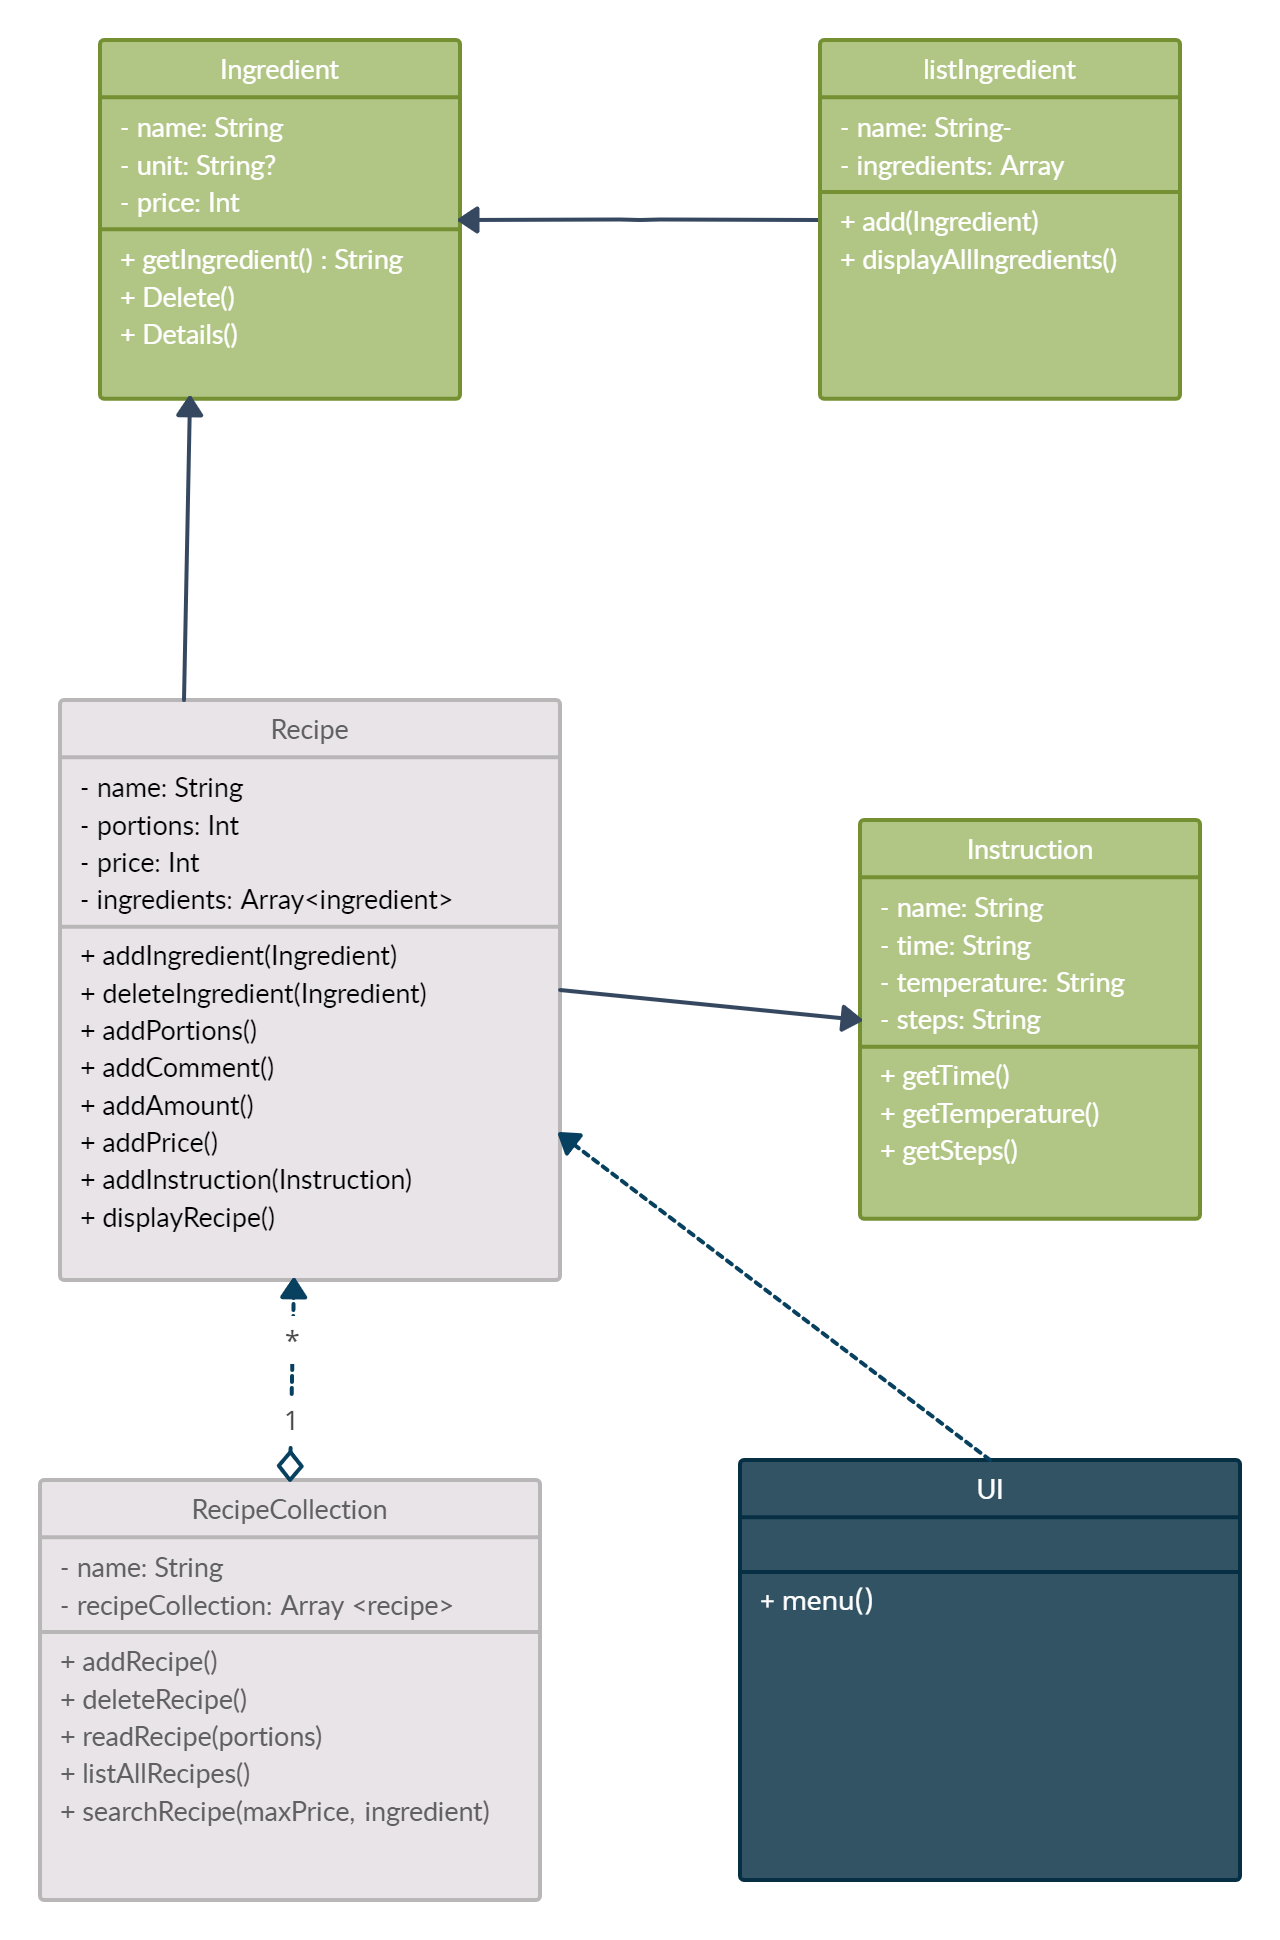 Ingredient
- name: String
- unit: String?
- price: Int
+ getIngredient() : String
+ Delete()
+ Details()
listIngredient
- name: String-
- ingredients: Array
+ add(Ingredient)
+ displayAllIngredients()
Recipe
- name: String
- portions: Int
- price: Int
- ingredients: Array<ingredient>
+ addIngredient(Ingredient)
+ deleteIngredient(Ingredient)
+ addPortions()
+ addComment()
+ addAmount()
+ addPrice()
+ addInstruction(Instruction)
+ displayRecipe()
Instruction
- name: String
- time: String
- temperature: String
- steps: String
+ getTime()
+ getTemperature()
+ getSteps()
*
1
RecipeCollection
- name: String
- recipeCollection: Array <recipe>
+ addRecipe()
+ deleteRecipe()
+ readRecipe(portions)
+ listAllRecipes()
+ searchRecipe(maxPrice, ingredient)
UI
+ menu()